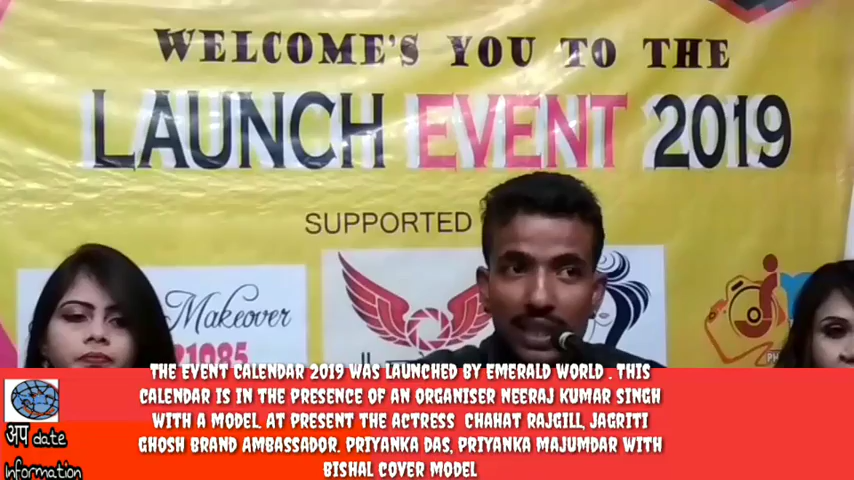 WELCOME'S YOU TO THE
LAUNCH EVENT 2019
SUPPORTED
Makeover
21085
THE EVENT CALENDAR 2019 WAS LAUNCHED BY EMERALD WORLD . THIS
CALENDAR IS IN THE PRESENCE OF AN ORGANISER NEERAJ KUMAR SINGH
WITH A MODEL. AT PRESENT THE ACTRESS CHAHAT RAJGILL, JAGRITI
GHOSH BRAND AMBASSADOR. PRIYANKA DAS, PRIYANKA MAJUMDAR WITH
BISHAL COVER MODEL
अप date
Information